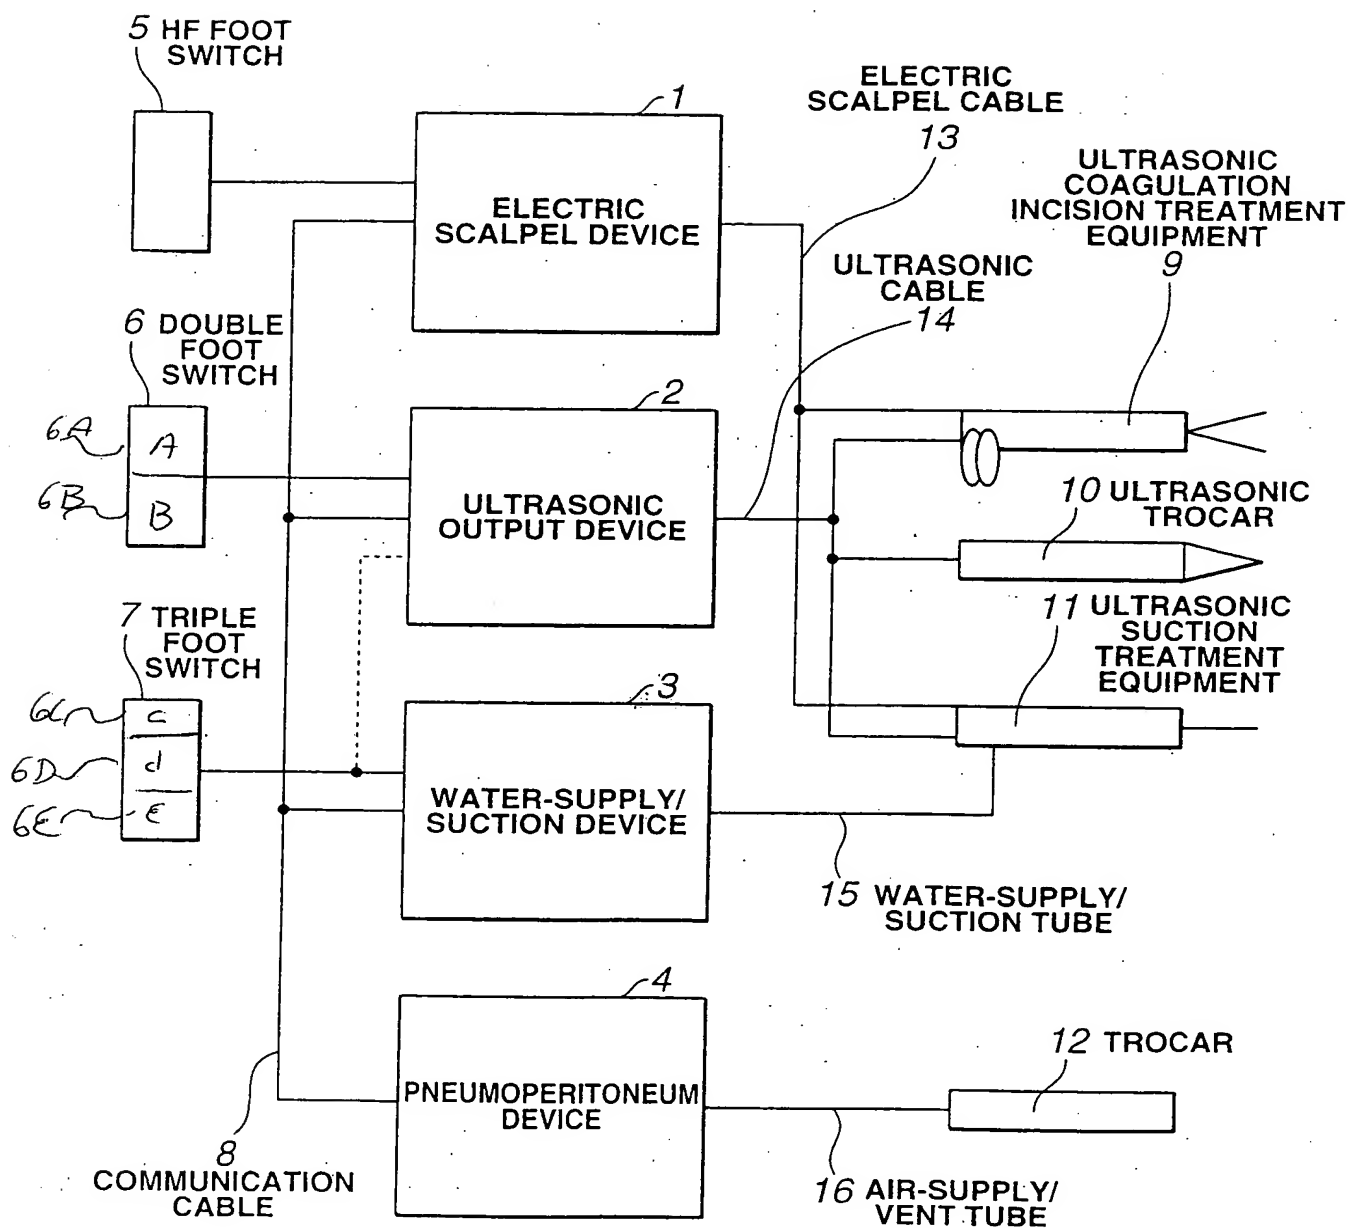 5 HF FOOT
SWITCH
1
ELECTRIC
SCALPEL DEVICE
ELECTRIC
SCALPEL CABLE
13
ULTRASONIC
COAGULATION
INCISION TREATMENT
EQUIPMENT
9
ULTRASONIC
CABLE
14
6 DOUBLE
FOOT
SWITCH
6A
A
6B
B
2
ULTRASONIC
OUTPUT DEVICE
10 ULTRASONIC
TROCAR
11 ULTRASONIC
SUCTION
TREATMENT
EQUIPMENT
7 TRIPLE
FOOT
SWITCH
6C
c
6D
d
6E
E
3
WATER-SUPPLY/
SUCTION DEVICE
15 WATER-SUPPLY/
SUCTION TUBE
4
PNEUMOPERITONEUM
DEVICE
12 TROCAR
8
COMMUNICATION
CABLE
16 AIR-SUPPLY/
VENT TUBE